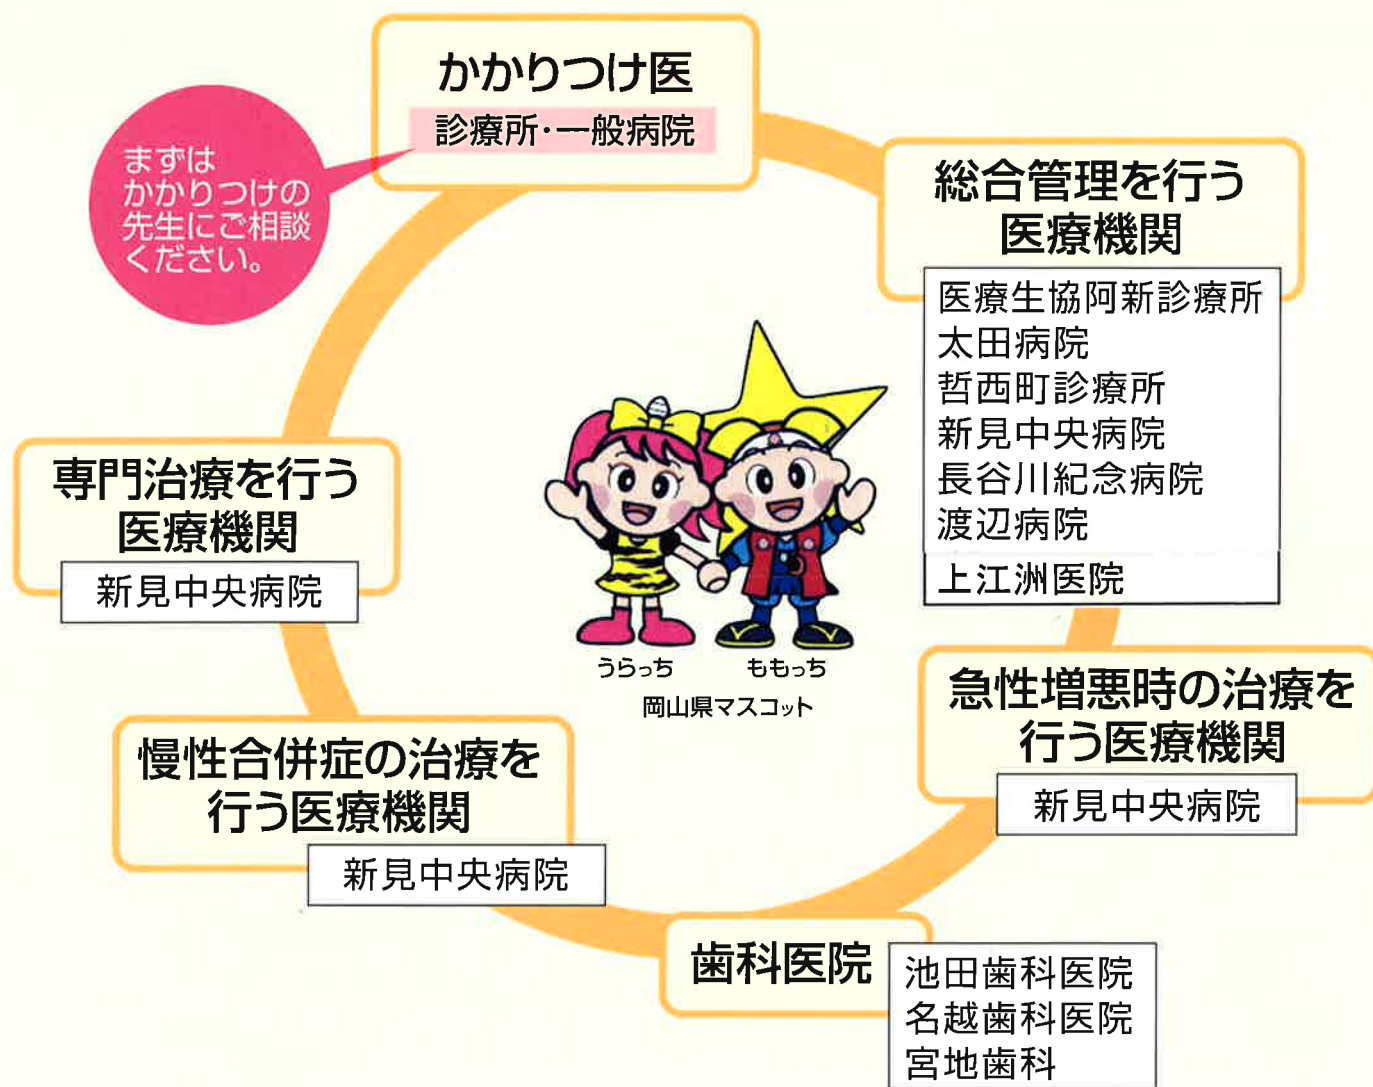 かかりつけ医
診療所・一般病院
まずは
かかりつけの
先生にご相談
ください。
総合管理を行う
医療機関
医療生協阿新診療所
太田病院
哲西町診療所
新見中央病院
長谷川紀念病院
渡辺病院
上江洲医院
専門治療を行う
医療機関
新見中央病院
うらっち
ももっち
岡山県マスコット
急性増悪時の治療を
行う医療機関
新見中央病院
慢性合併症の治療を
行う医療機関
新見中央病院
歯科医院
池田歯科医院
名越歯科医院
宮地歯科